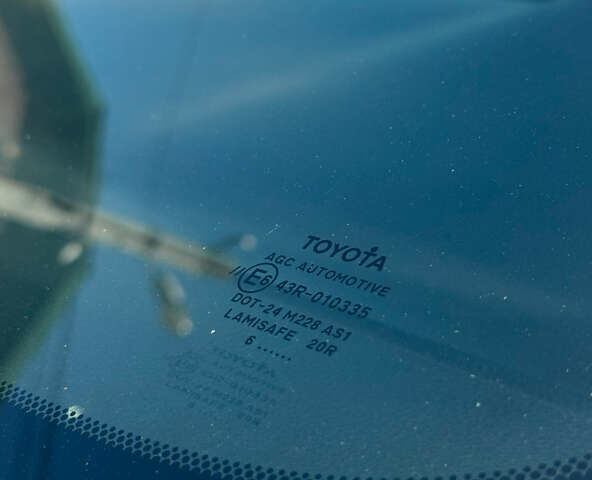 TOYOTA
AGC AUTOMOTIVE
//E6 43R-010335
DOT-24 M228 AS1
LAMISAFE 20R
6 ......